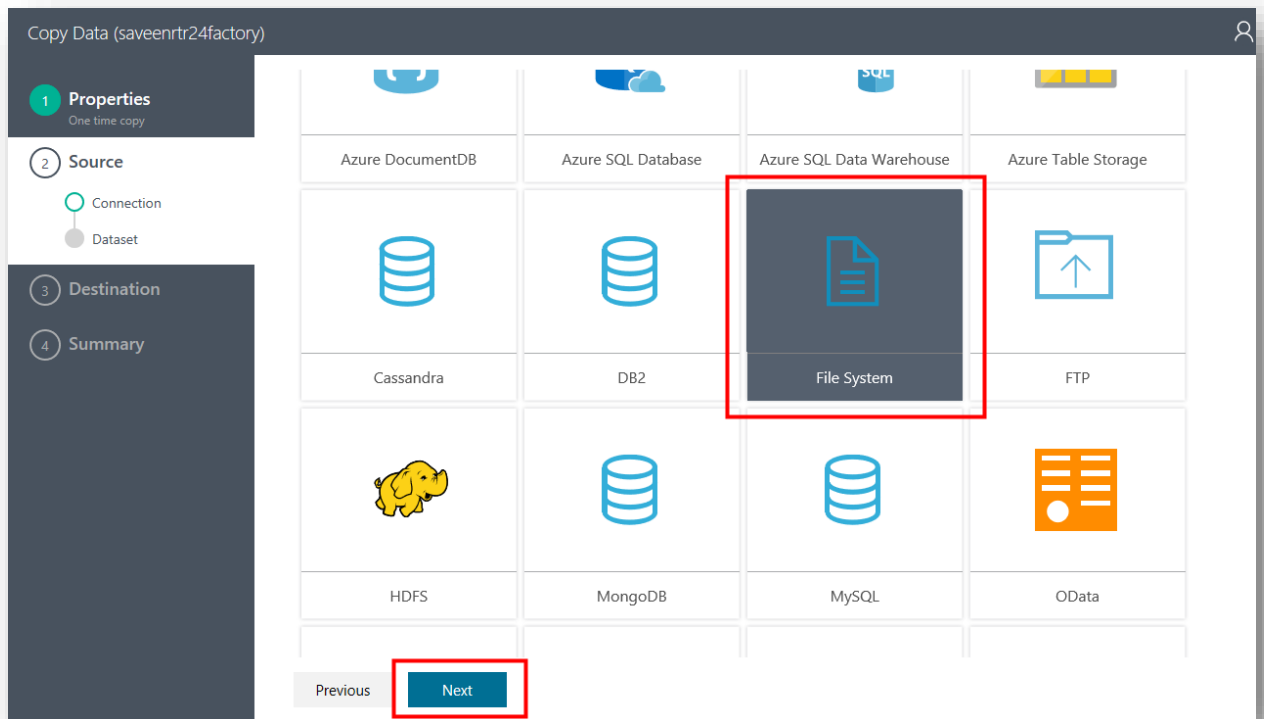 Copy Data (saveenrtr24factory)
1 Properties
One time copy
2 Source
Connection
Dataset
3 Destination
4 Summary
SQL
Azure DocumentDB
Azure SQL Database
Azure SQL Data Warehouse
Azure Table Storage
Cassandra
DB2
File System
FTP
HDFS
MongoDB
MySQL
OData
Previous
Next